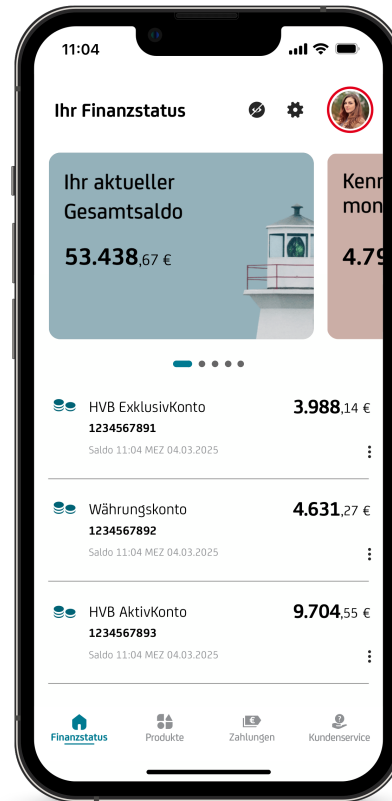 11:04
Ihr Finanzstatus
Ihr aktueller
Gesamtsaldo
53.438,67 €
HVB ExklusivKonto
3.988,14 €
1234567891
Saldo 11:04 MEZ 04.03.2025
Währungskonto
4.631,27 €
1234567892
Saldo 11:04 MEZ 04.03.2025
HVB AktivKonto
9.704,55 €
1234567893
Saldo 11:04 MEZ 04.03.2025
Finanzstatus
Produkte
Zahlungen
Kundenservice